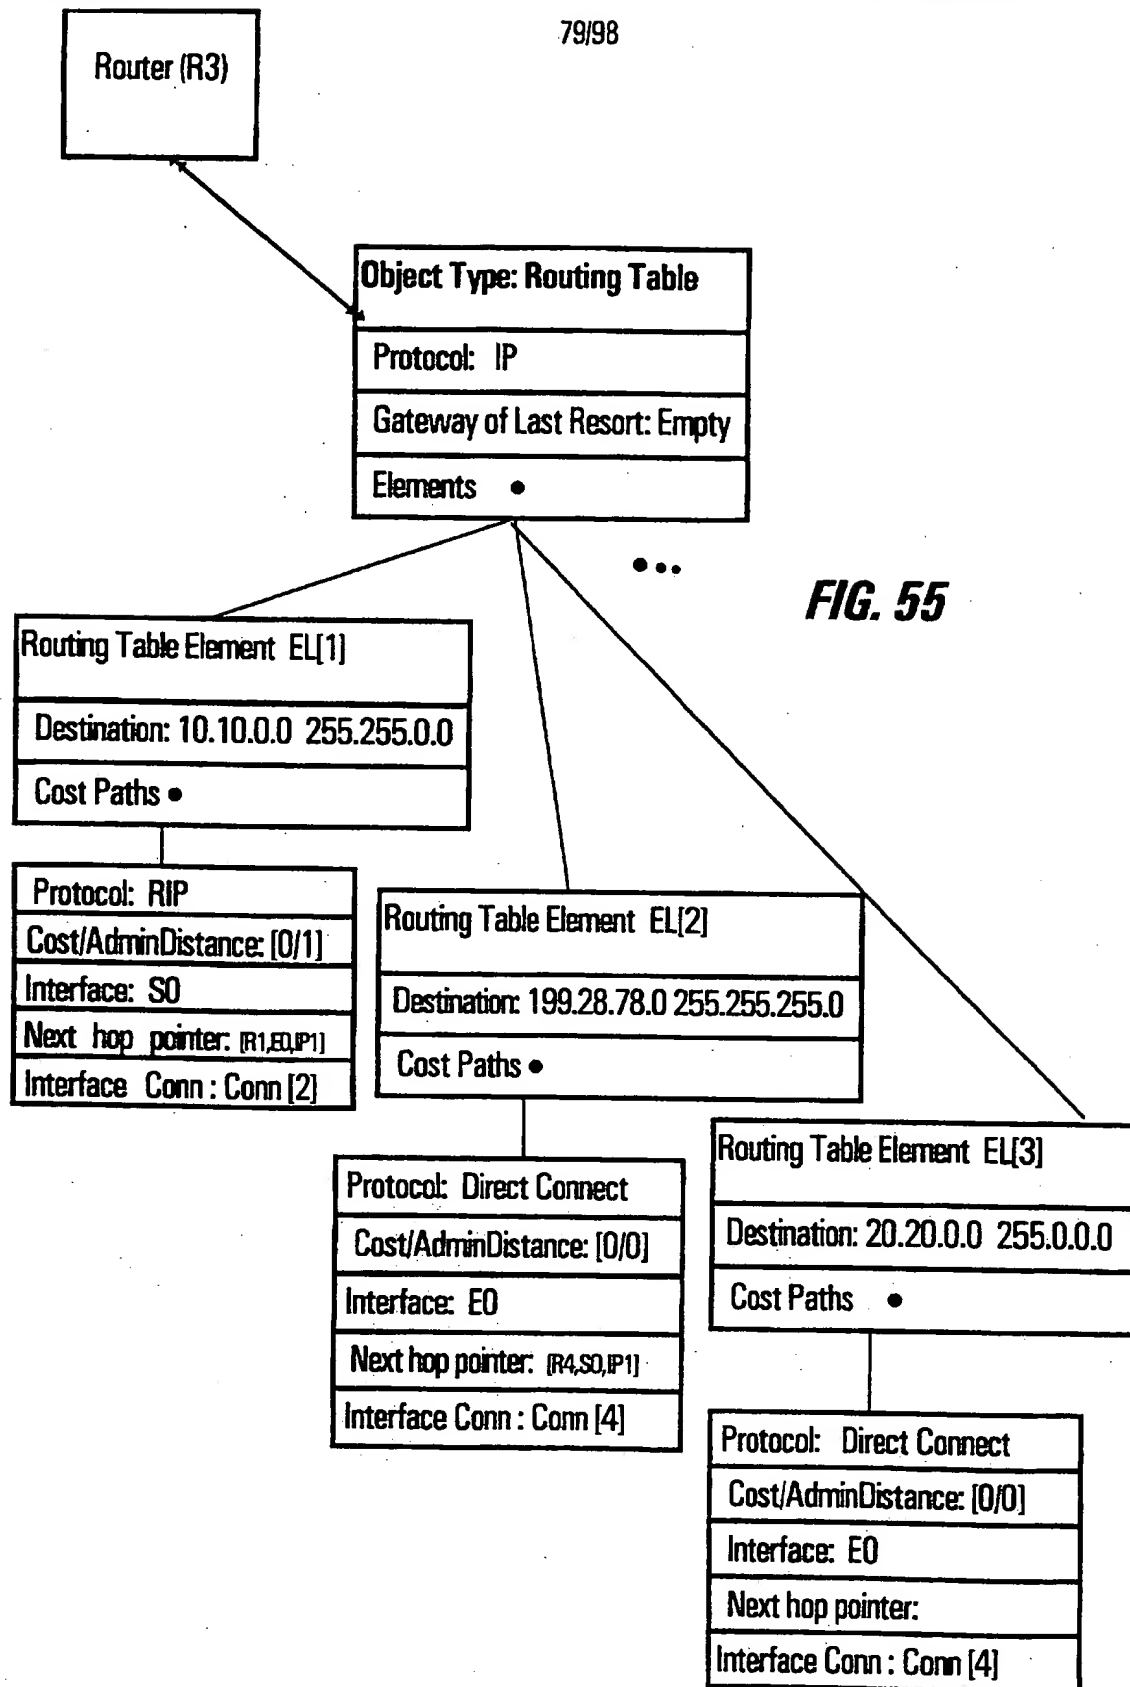 79/98
Router (R3)
Object Type: Routing Table
Protocol: IP
Gateway of Last Resort: Empty
Elements •
•••
FIG. 55
Routing Table Element EL[1]
Destination: 10.10.0.0 255.255.0.0
Cost Paths •
Protocol: RIP
Cost/AdminDistance: [0/1]
Interface: S0
Next hop pointer: [R1,E0,IP1]
Interface Conn : Conn [2]
Routing Table Element EL[2]
Destination: 199.28.78.0 255.255.255.0
Cost Paths •
Protocol: Direct Connect
Cost/AdminDistance: [0/0]
Interface: E0
Next hop pointer: [R4,S0,IP1]
Interface Conn : Conn [4]
Routing Table Element EL[3]
Destination: 20.20.0.0 255.0.0.0
Cost Paths •
Protocol: Direct Connect
Cost/AdminDistance: [0/0]
Interface: E0
Next hop pointer:
Interface Conn : Conn [4]